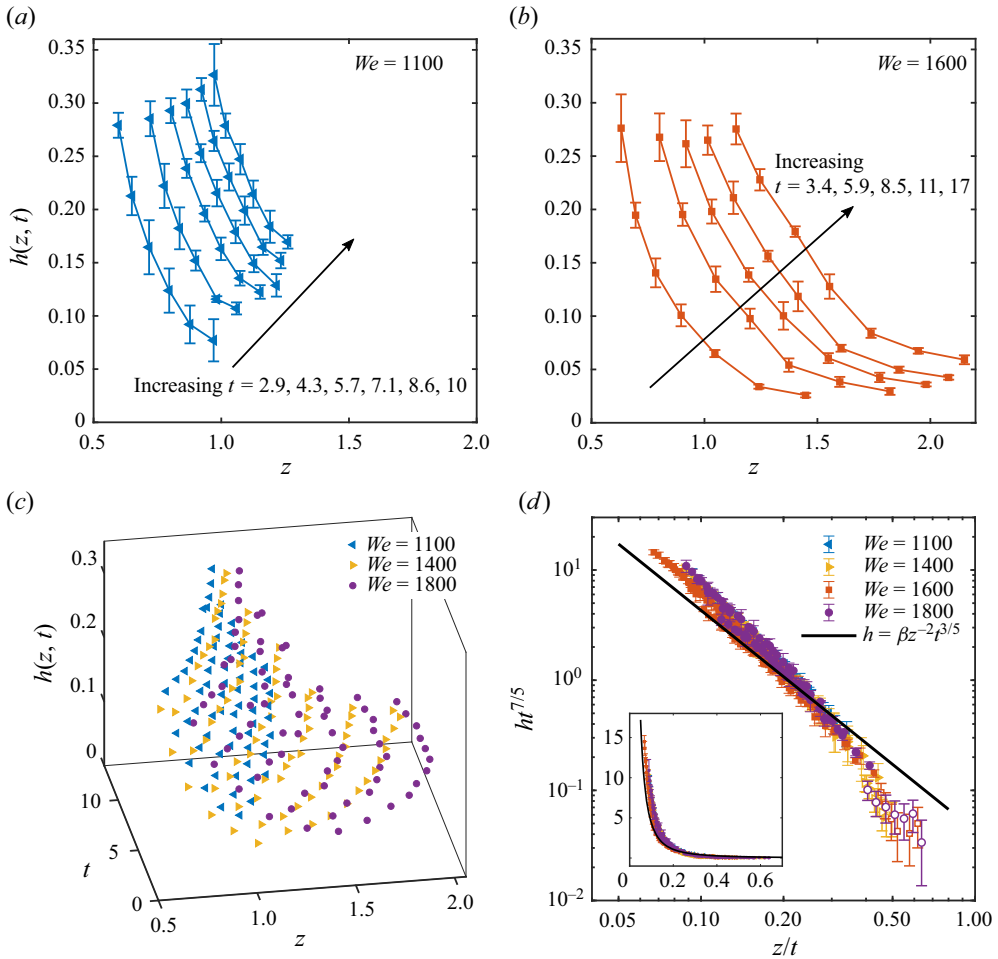 (a)
0.35
0.30
0.25
0.20
0.15
0.10
0.05
0
h(z, t)
We = 1100
Increasing t = 2.9, 4.3, 5.7, 7.1, 8.6, 10
0.5 1.0 1.5 2.0
z
(b)
0.35
0.30
0.25
0.20
0.15
0.10
0.05
0
We = 1600
Increasing
t = 3.4, 5.9, 8.5, 11, 17
0.5 1.0 1.5 2.0
z
(c)
We = 1100
We = 1400
We = 1800
0.3
0.2
0.1
0
h(z, t)
10
5
0
t
0.5 1.0 1.5 2.0
z
(d)
We = 1100
We = 1400
We = 1600
We = 1800
h = βz⁻²t³ᐟ⁵
10¹
10⁰
10⁻¹
10⁻²
ht⁷ᐟ⁵
15
10
5
0 0.2 0.4 0.6
0.05 0.10 0.20 0.50 1.00
z/t